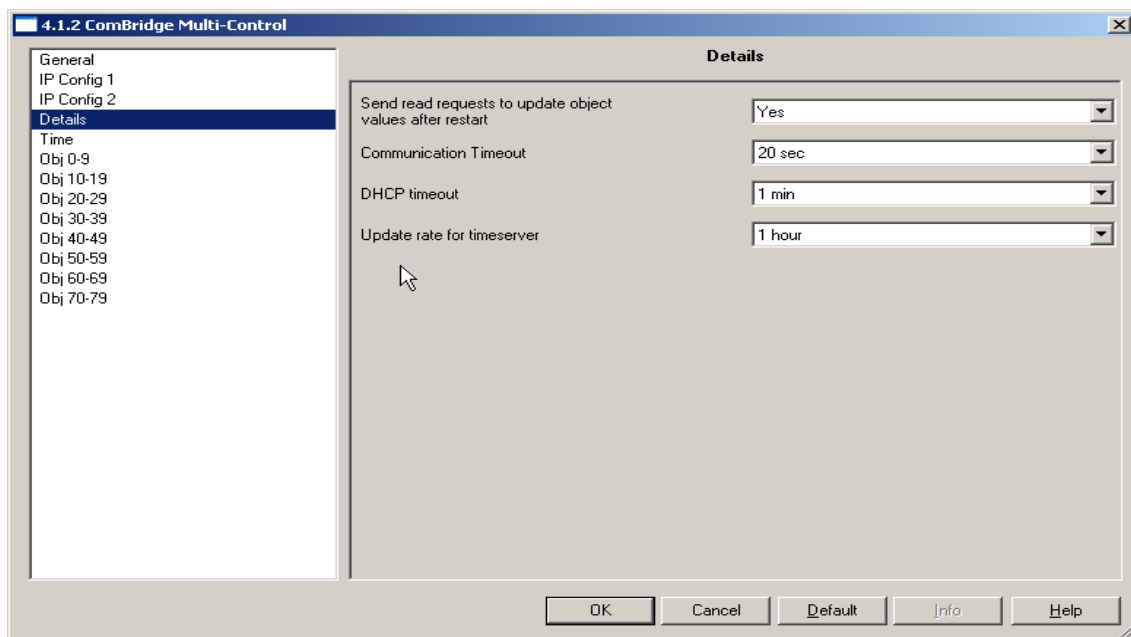 4.1.2 ComBridge Multi-Control
General
IP Config 1
IP Config 2
Details
Time
Obj 0-9
Obj 10-19
Obj 20-29
Obj 30-39
Obj 40-49
Obj 50-59
Obj 60-69
Obj 70-79
Details
Send read requests to update object
values after restart
Yes
Communication Timeout
20 sec
DHCP timeout
1 min
Update rate for timeserver
1 hour
OK
Cancel
Default
Info
Help